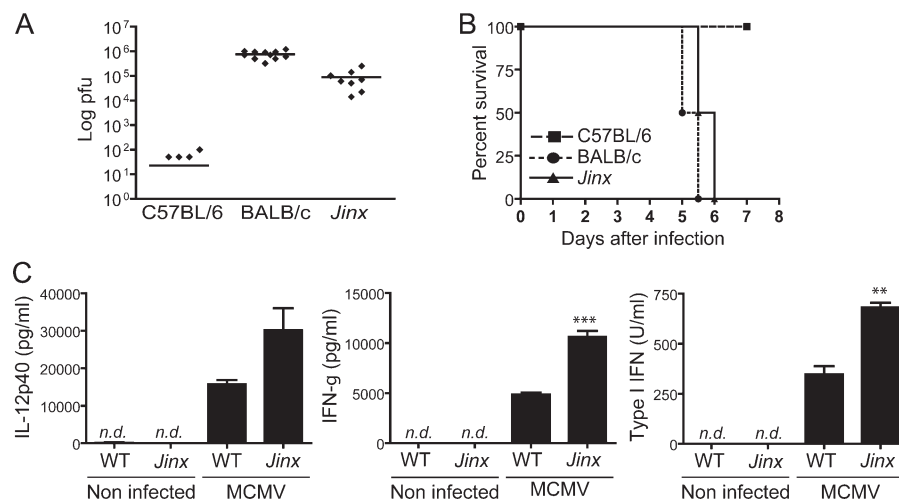 A
Log pfu
10⁷
10⁶
10⁵
10⁴
10²
10¹
10⁰
C57BL/6 BALB/c Jinx
B
Percent survival
100
75
50
25
0
C57BL/6
BALB/c
Jinx
0 1 2 3 4 5 6 7 8
Days after infection
C
IL-12p40 (pg/ml)
40000
30000
20000
10000
0
n.d. n.d.
WT Jinx WT Jinx
Non infected MCMV
IFN-g (pg/ml)
15000
10000
5000
0
n.d. n.d.
***
WT Jinx WT Jinx
Non infected MCMV
Type I IFN (U/ml)
750
500
250
0
n.d. n.d.
**
WT Jinx WT Jinx
Non infected MCMV